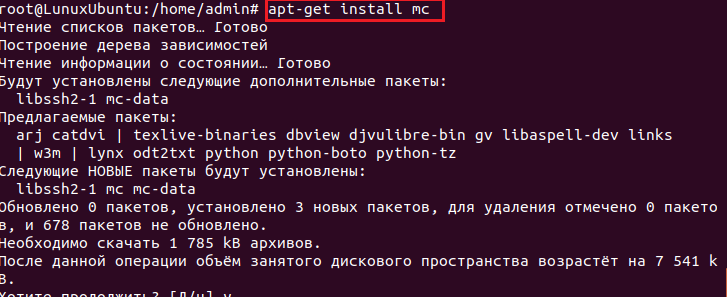 root@LunuxUbuntu:/home/admin# apt-get install mc
Чтение списков пакетов… Готово
Построение дерева зависимостей
Чтение информации о состоянии… Готово
Будут установлены следующие дополнительные пакеты:
libssh2-1 mc-data
Предлагаемые пакеты:
arj catdvi | texlive-binaries dbview djvulibre-bin gv libaspell-dev links
| w3m | lynx odt2txt python python-boto python-tz
Следующие НОВЫЕ пакеты будут установлены:
libssh2-1 mc mc-data
Обновлено 0 пакетов, установлено 3 новых пакетов, для удаления отмечено 0 пакето
в, и 678 пакетов не обновлено.
Необходимо скачать 1 785 kB архивов.
После данной операции объём занятого дискового пространства возрастёт на 7 541 k
B.
Хотите продолжить? [Д/н] y